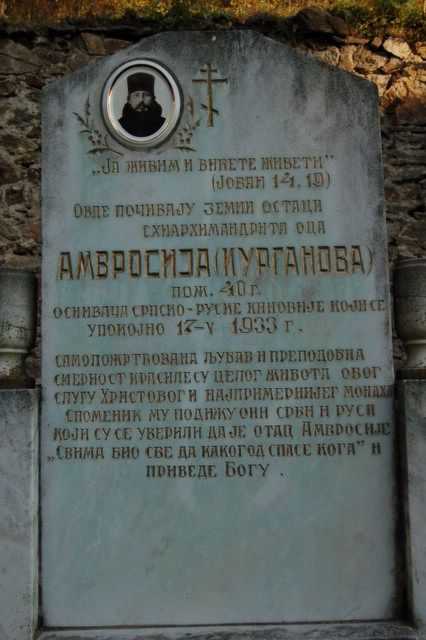 „Ја живим и вићете живети”
(Јован 14.19)
Овде почивају земни остаци
схиархимандрита оца
АМВРОСИЈА (КУРГАНОВА)
пож. 40 г.
оснивача српско-руске киновије који се
упокојио 17-V 1933 г.
самопожртвована љубав и преподобна
смерност красиле су целог живота овог
слугу Христовог и најпримернијег монаха
Споменик му подижу они Срби и Руси
који су се уверили да је отац Амвросије
„Свима био све да какогод спасе кога” и
приведе Богу .